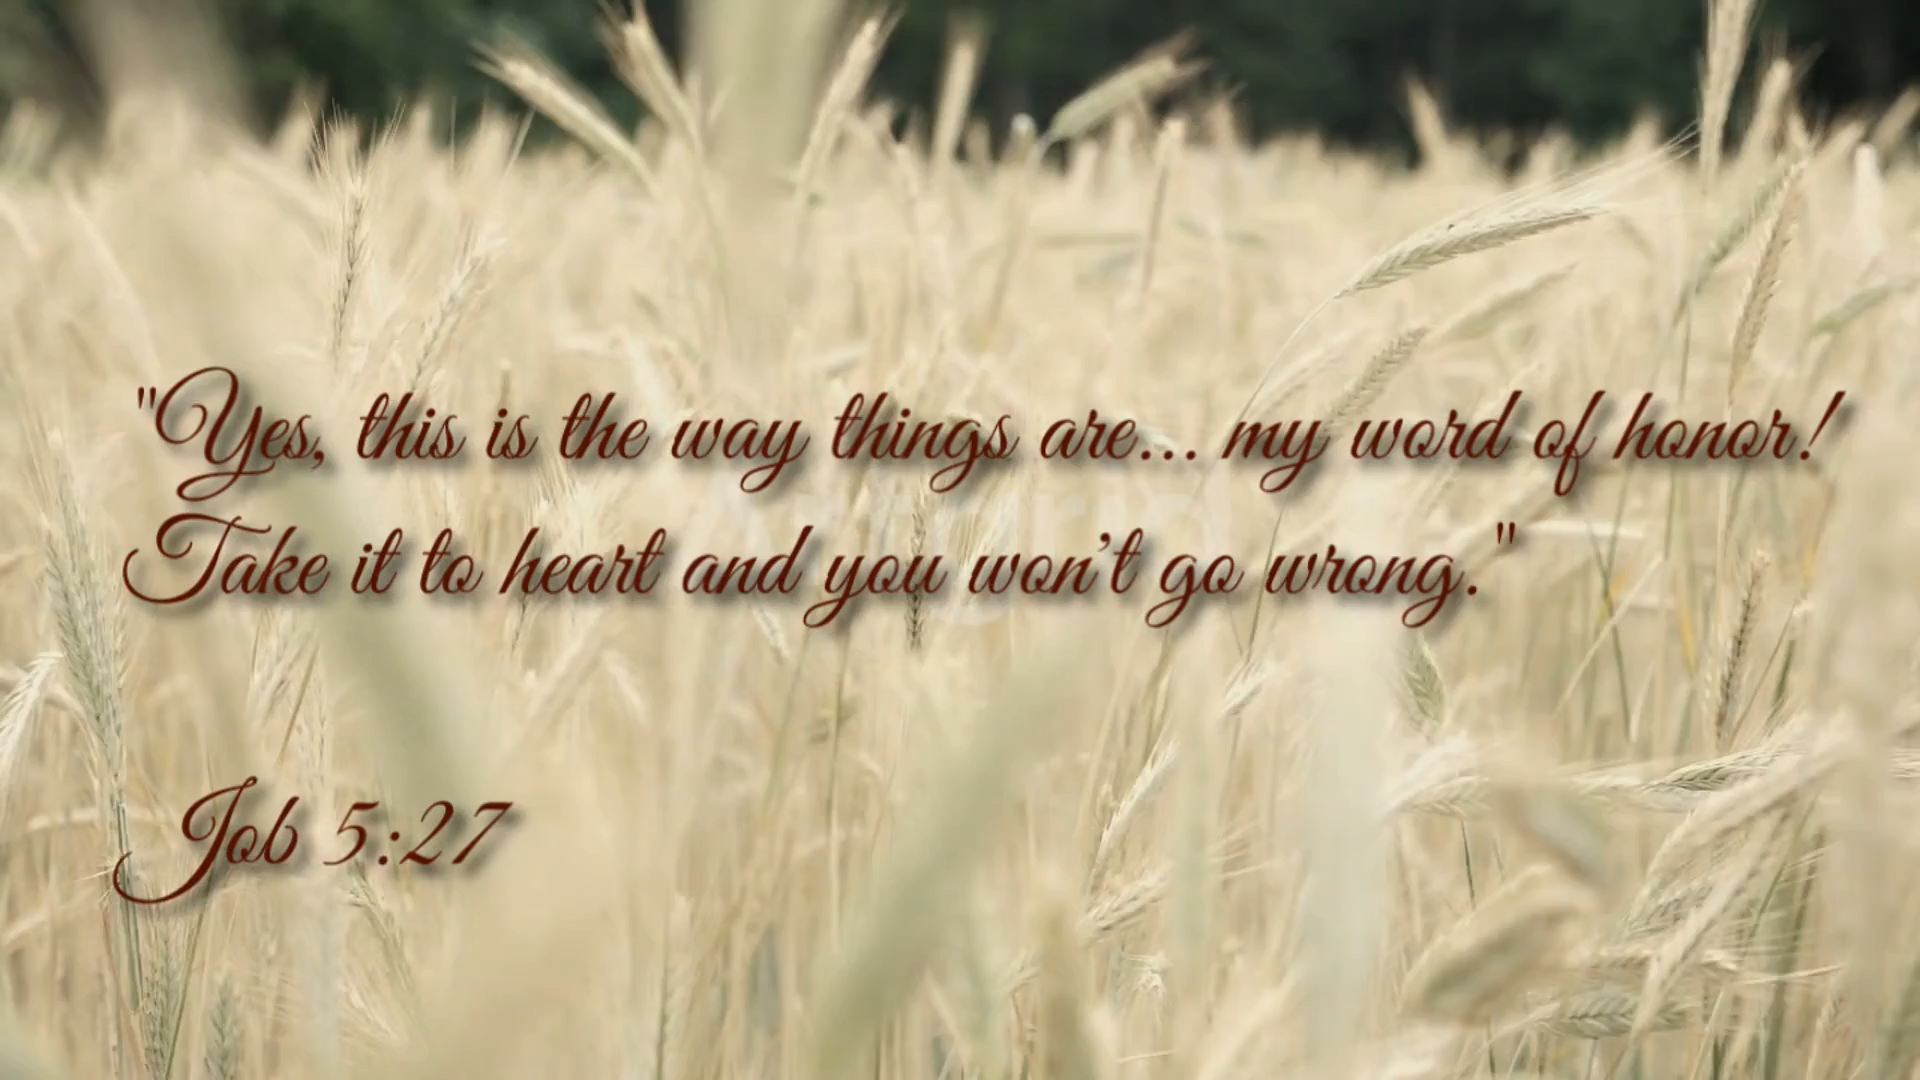 "Yes, this is the way things are... my word of honor!
Take it to heart and you won't go wrong."
Job 5:27